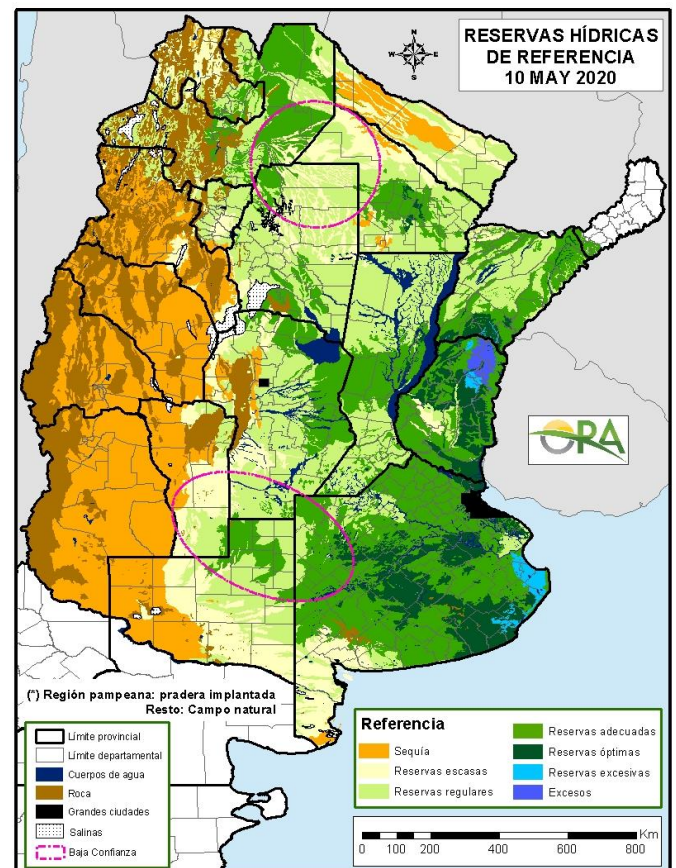 RESERVAS HÍDRICAS
DE REFERENCIA
10 MAY 2020
N
W E
S
ORA
(*) Región pampeana: pradera implantada
Resto: Campo natural
Límite provincial
Límite departamental
Cuerpos de agua
Roca
Grandes ciudades
Salinas
Baja Confianza
Referencia
Sequía
Reservas escasas
Reservas regulares
Reservas adecuadas
Reservas óptimas
Reservas excesivas
Excesos
Km
0 100 200 400 600 800